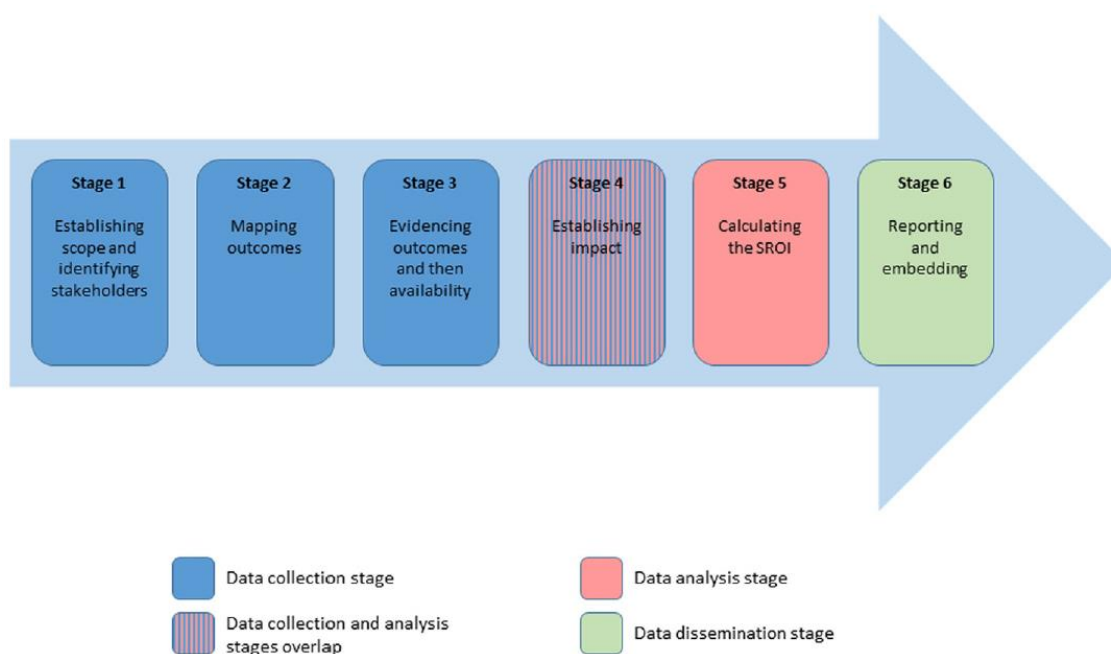 Stage 1
Establishing
scope and
identifying
stakeholders
Stage 2
Mapping
outcomes
Stage 3
Evidencing
outcomes
and then
availability
Stage 4
Establishing
impact
Stage 5
Calculating
the SROI
Stage 6
Reporting
and
embedding
Data collection stage
Data analysis stage
Data collection and analysis
stages overlap
Data dissemination stage